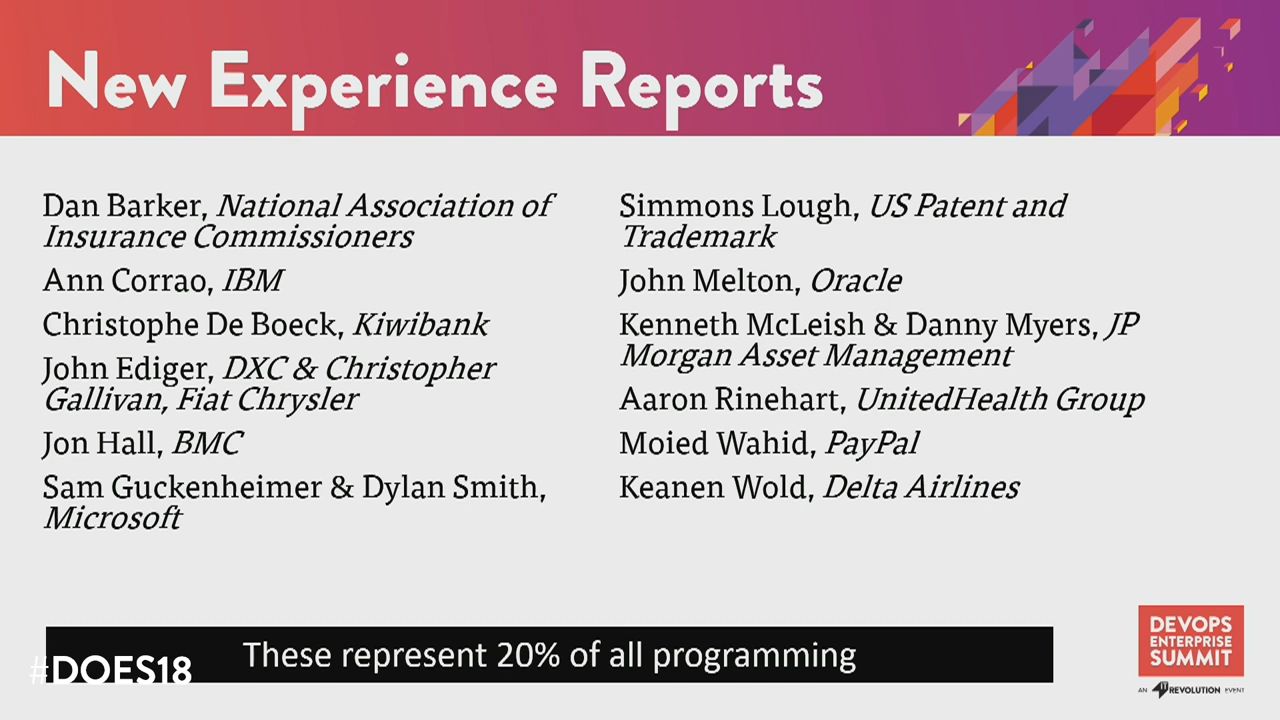 New Experience Reports
Dan Barker, National Association of
Insurance Commissioners
Ann Corrao, IBM
Christophe De Boeck, Kiwibank
John Ediger, DXC & Christopher
Gallivan, Fiat Chrysler
Jon Hall, BMC
Sam Guckenheimer & Dylan Smith,
Microsoft
Simmons Lough, US Patent and
Trademark
John Melton, Oracle
Kenneth McLeish & Danny Myers, JP
Morgan Asset Management
Aaron Rinehart, UnitedHealth Group
Moied Wahid, PayPal
Keanen Wold, Delta Airlines
These represent 20% of all programming
#DOES18
DEVOPS
ENTERPRISE
SUMMIT
AN IT REVOLUTION EVENT